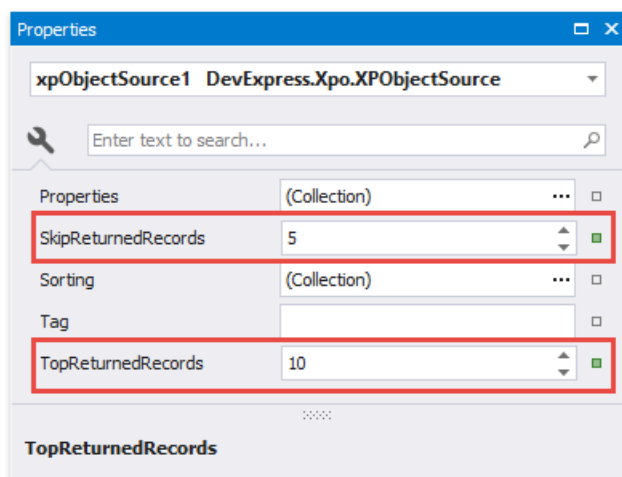 Properties
xpObjectSource1 DevExpress.Xpo.XPObjectSource
Enter text to search...
Properties (Collection) ...
SkipReturnedRecords 5
Sorting (Collection) ...
Tag
TopReturnedRecords 10
TopReturnedRecords